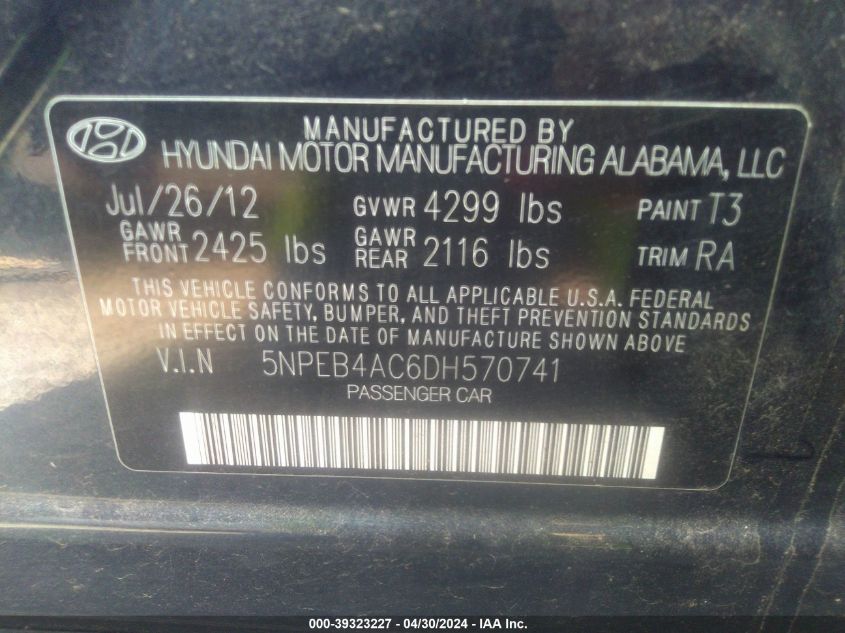 MANUFACTURED BY
HYUNDAI MOTOR MANUFACTURING ALABAMA, LLC
Jul/26/12 GVWR 4299 lbs PAINT T3
GAWR FRONT 2425 lbs GAWR REAR 2116 lbs TRIM RA
THIS VEHICLE CONFORMS TO ALL APPLICABLE U.S.A. FEDERAL
MOTOR VEHICLE SAFETY, BUMPER, AND THEFT PREVENTION STANDARDS
IN EFFECT ON THE DATE OF MANUFACTURE SHOWN ABOVE
V.I.N 5NPEB4AC6DH570741
PASSENGER CAR
000-39323227 - 04/30/2024 - IAA Inc.